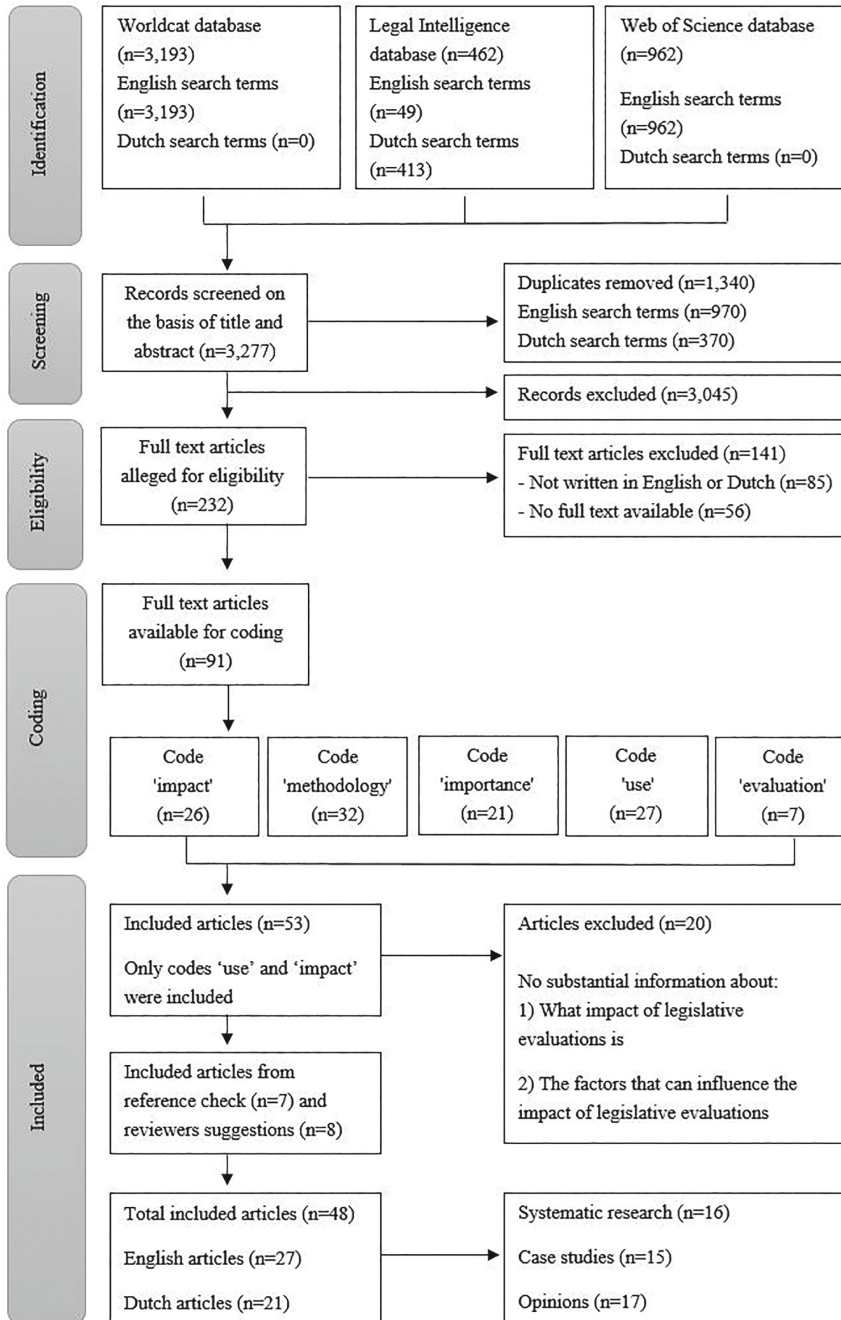 Identification
Worldcat database
(n=3,193)
English search terms
(n=3,193)
Dutch search terms (n=0)
Legal Intelligence
database (n=462)
English search terms
(n=49)
Dutch search terms
(n=413)
Web of Science database
(n=962)
English search terms
(n=962)
Dutch search terms (n=0)
Screening
Records screened on
the basis of title and
abstract (n=3,277)
Duplicates removed (n=1,340)
English search terms (n=970)
Dutch search terms (n=370)
Records excluded (n=3,045)
Eligibility
Full text articles
alleged for eligibility
(n=232)
Full text articles excluded (n=141)
- Not written in English or Dutch (n=85)
- No full text available (n=56)
Coding
Full text articles
available for coding
(n=91)
Code
'impact'
(n=26)
Code
'methodology'
(n=32)
Code
'importance'
(n=21)
Code
'use'
(n=27)
Code
'evaluation'
(n=7)
Included
Included articles (n=53)
Only codes ‘use’ and ‘impact’
were included
Articles excluded (n=20)
No substantial information about:
1) What impact of legislative
evaluations is
2) The factors that can influence the
impact of legislative evaluations
Included articles from
reference check (n=7) and
reviewers suggestions (n=8)
Total included articles (n=48)
English articles (n=27)
Dutch articles (n=21)
Systematic research (n=16)
Case studies (n=15)
Opinions (n=17)